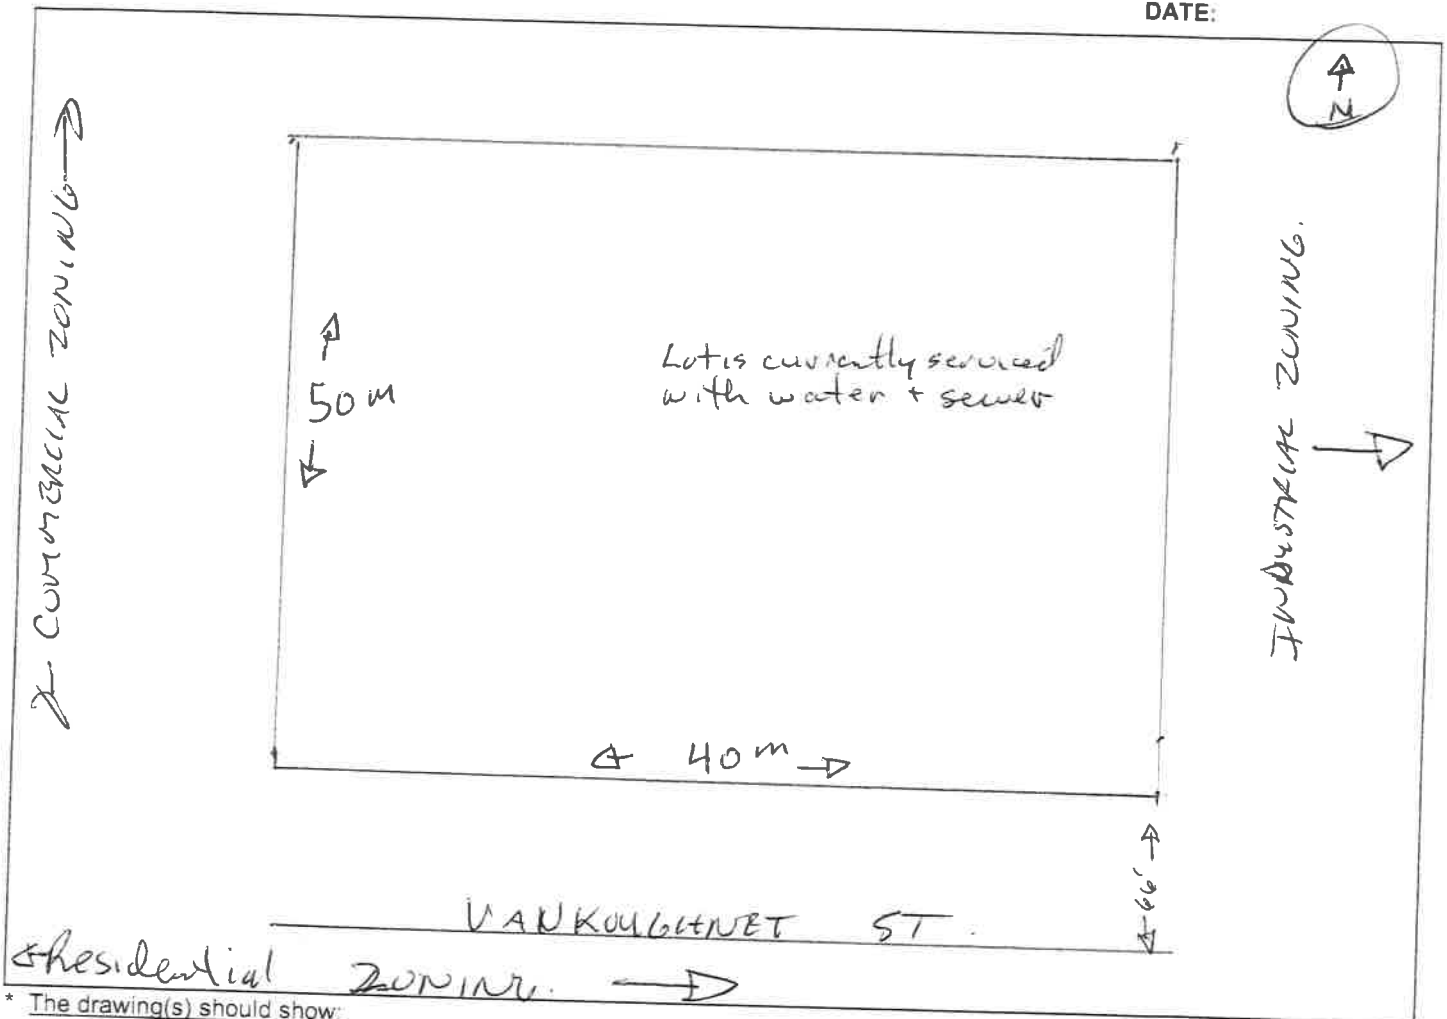 DATE:
N
COMMERCIAL ZONING
50 m
Lot is currently serviced
with water + sewer
INDUSTRIAL ZONING.
40 m
66'
VANKOUGHNET ST.
Residential ZONING.
* The drawing(s) should show: